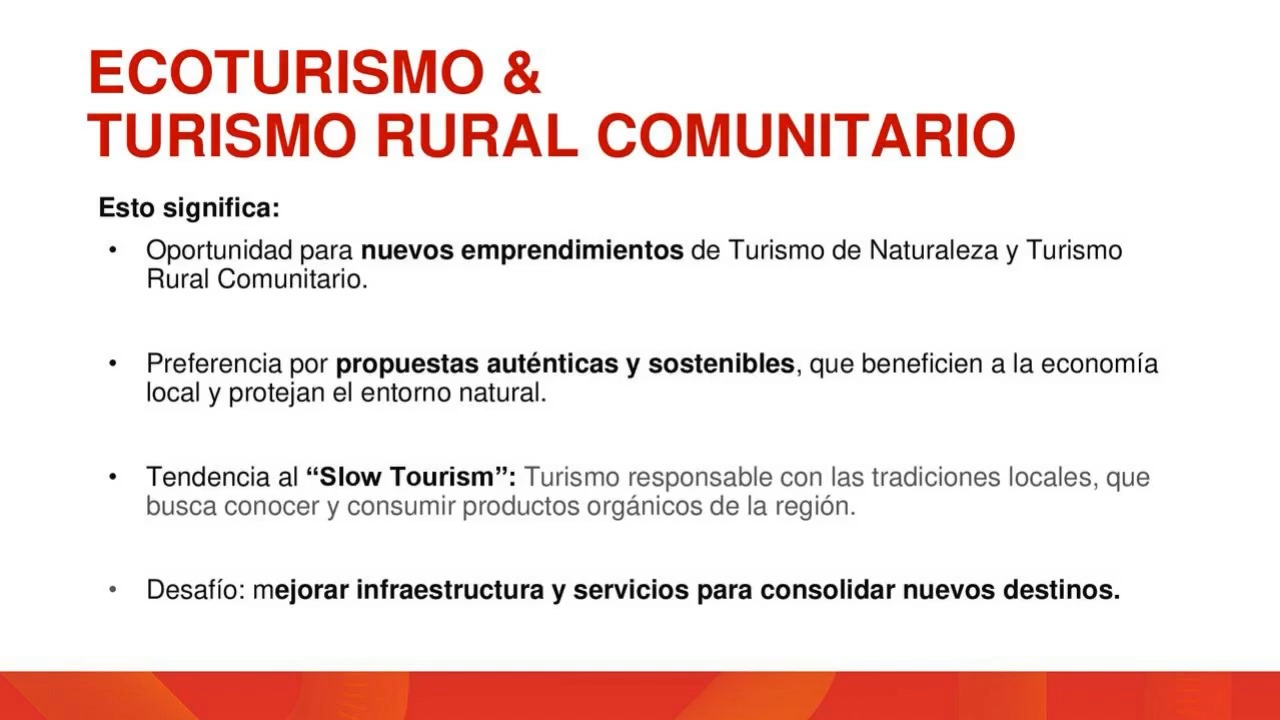 ECOTURISMO &
TURISMO RURAL COMUNITARIO
Esto significa:
• Oportunidad para nuevos emprendimientos de Turismo de Naturaleza y Turismo
Rural Comunitario.
• Preferencia por propuestas auténticas y sostenibles, que beneficien a la economía
local y protejan el entorno natural.
• Tendencia al “Slow Tourism”: Turismo responsable con las tradiciones locales, que
busca conocer y consumir productos orgánicos de la región.
• Desafío: mejorar infraestructura y servicios para consolidar nuevos destinos.